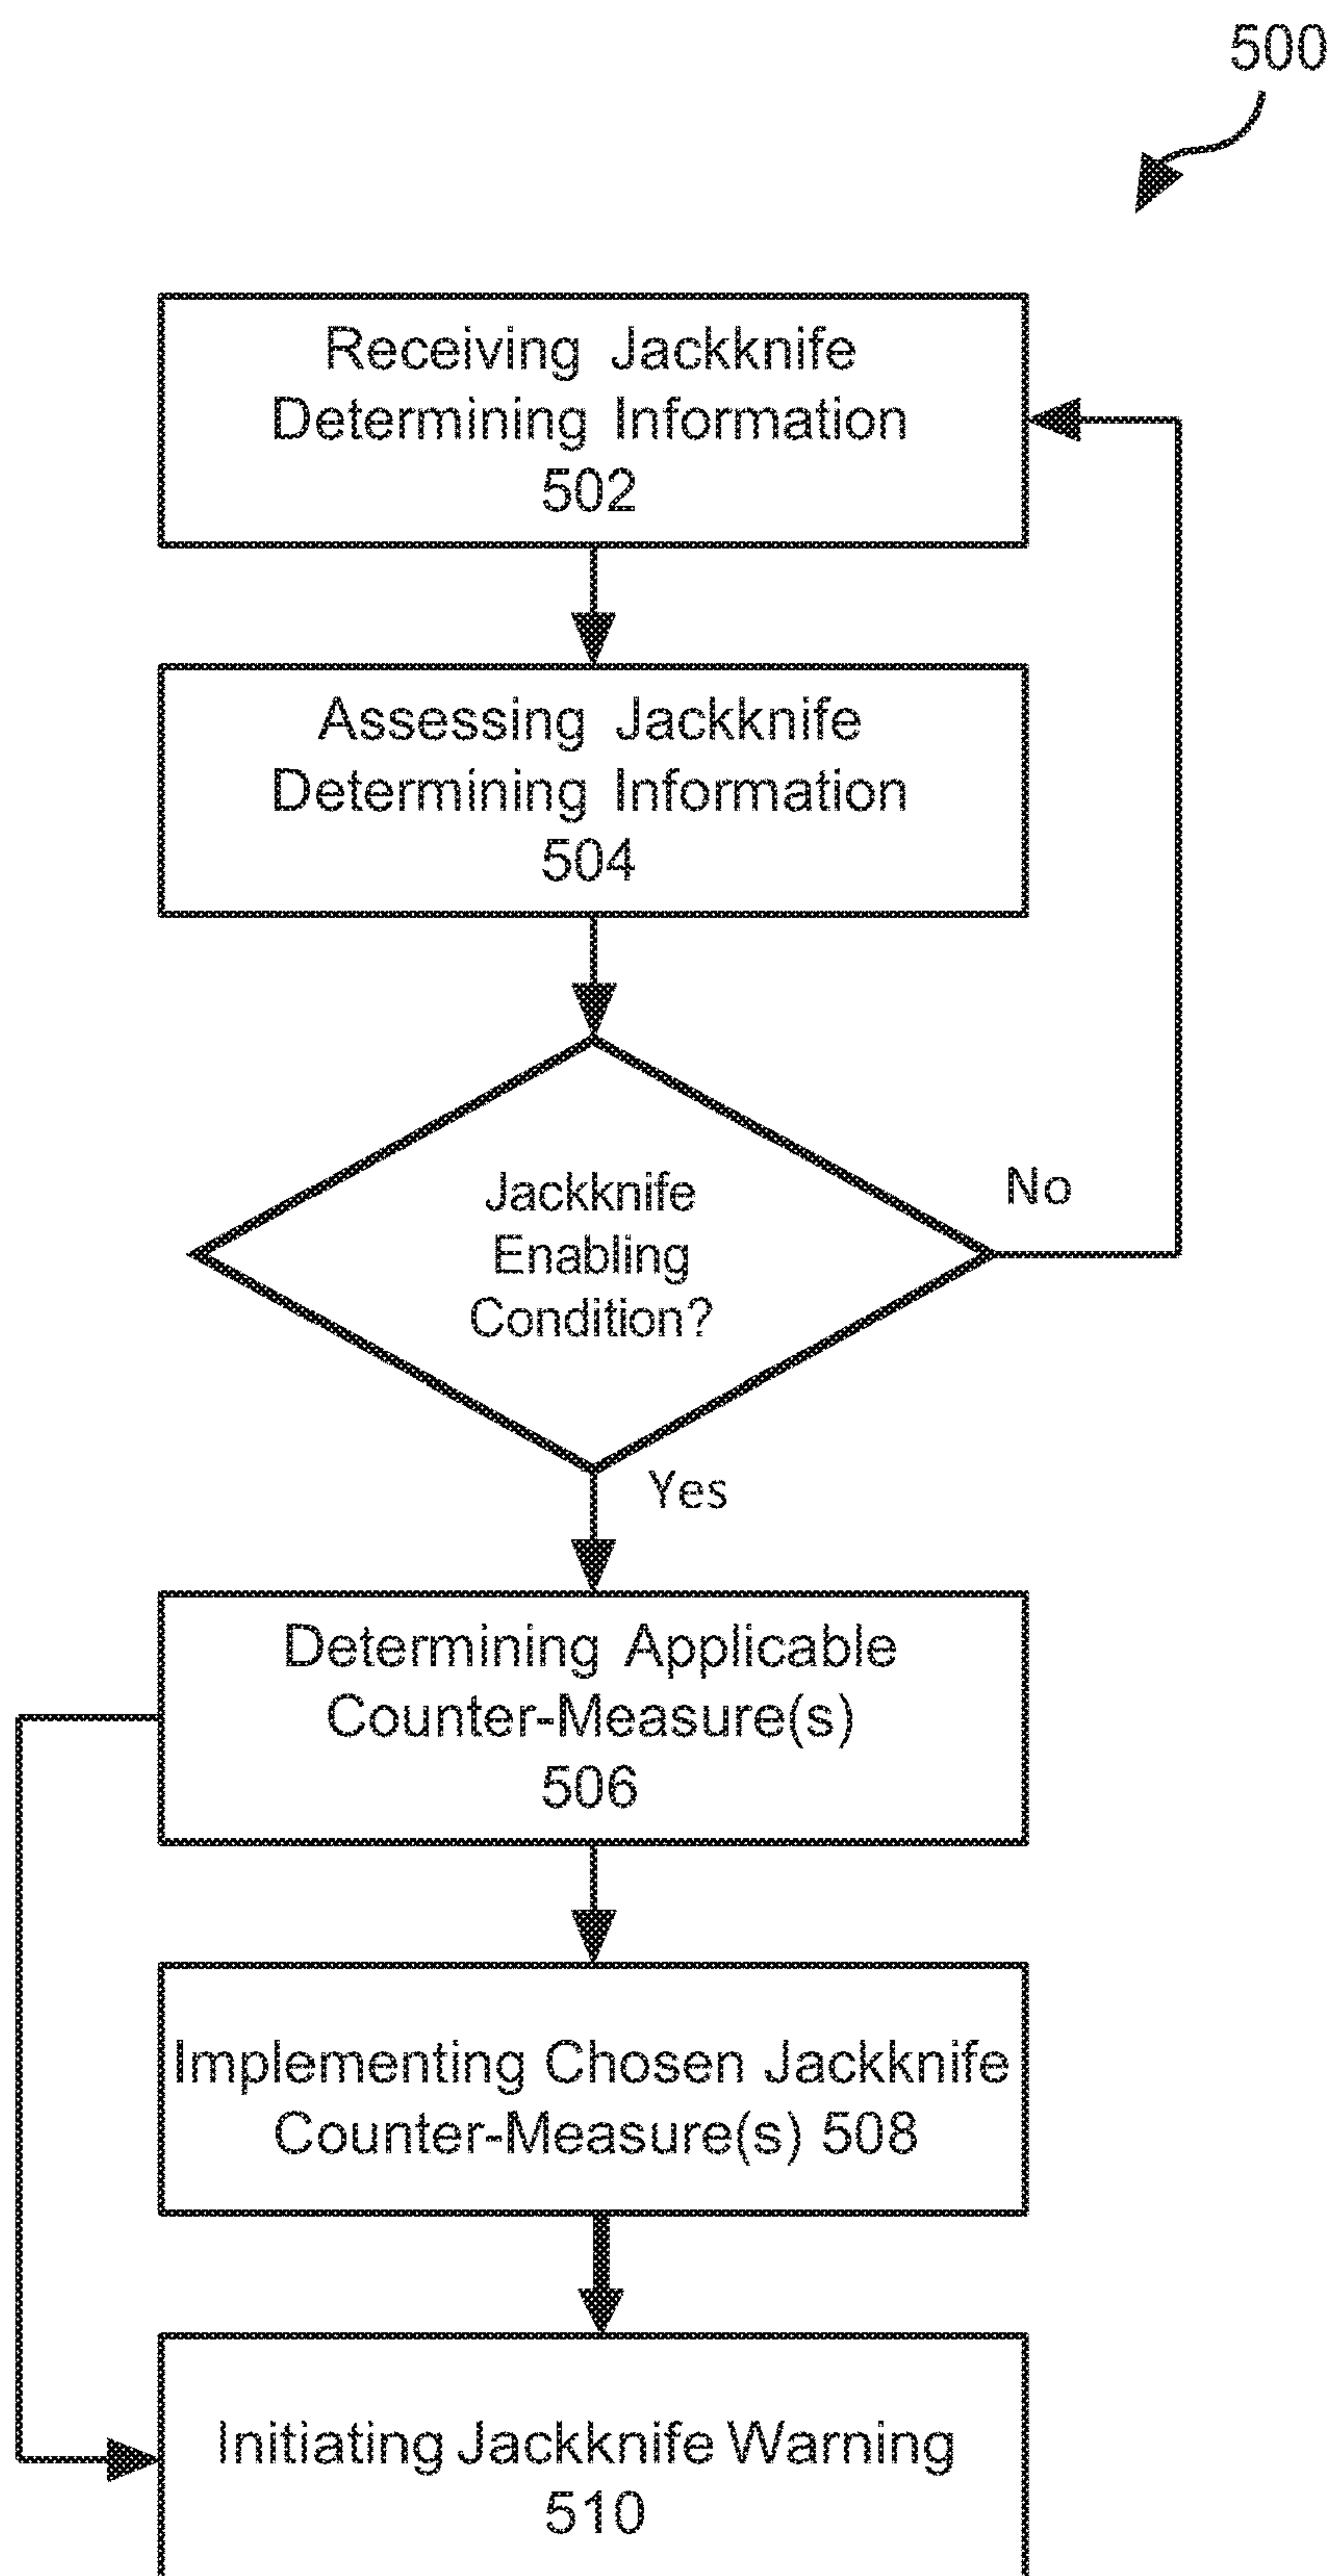 500
Receiving Jackknife
Determining Information
502
Assessing Jackknife
Determining Information
504
Jackknife
Enabling
Condition?
No
Yes
Determining Applicable
Counter-Measure(s)
506
Implementing Chosen Jackknife
Counter-Measure(s) 508
Initiating Jackknife Warning
510